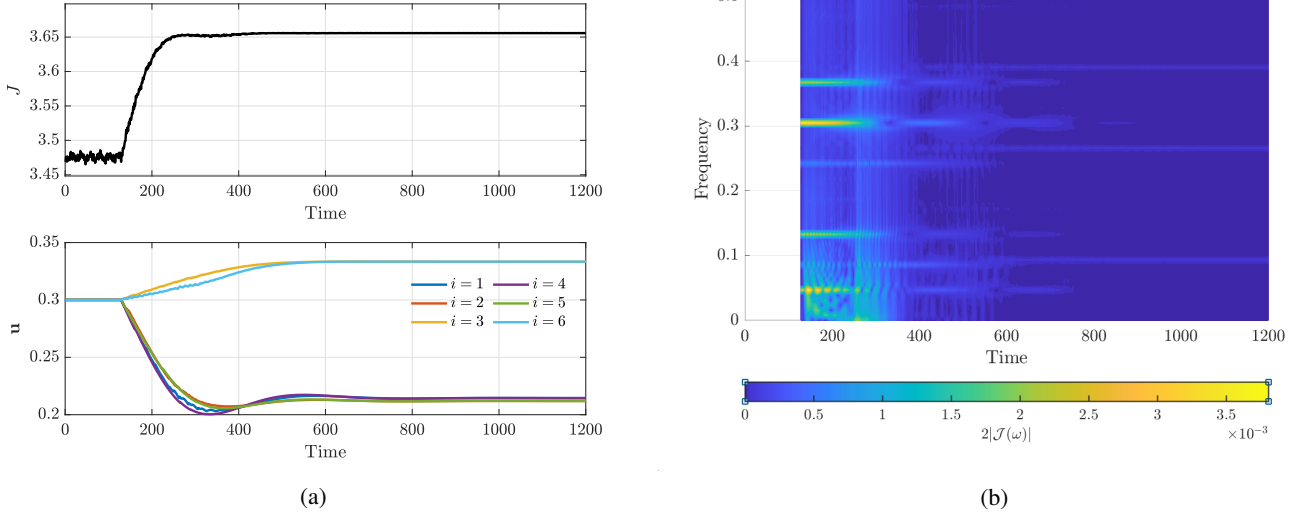 3.65
3.6
3.55
3.5
3.45
J
0 200 400 600 800 1000 1200
Time
0.35
0.3
0.25
0.2
u
i = 1 i = 4
i = 2 i = 5
i = 3 i = 6
0 200 400 600 800 1000 1200
Time
(a)
0.4
0.3
0.2
0.1
0
Frequency
200 400 600 800 1000 1200
Time
0 0.5 1 1.5 2 2.5 3 3.5
2|𝒥(ω)| ×10⁻³
(b)